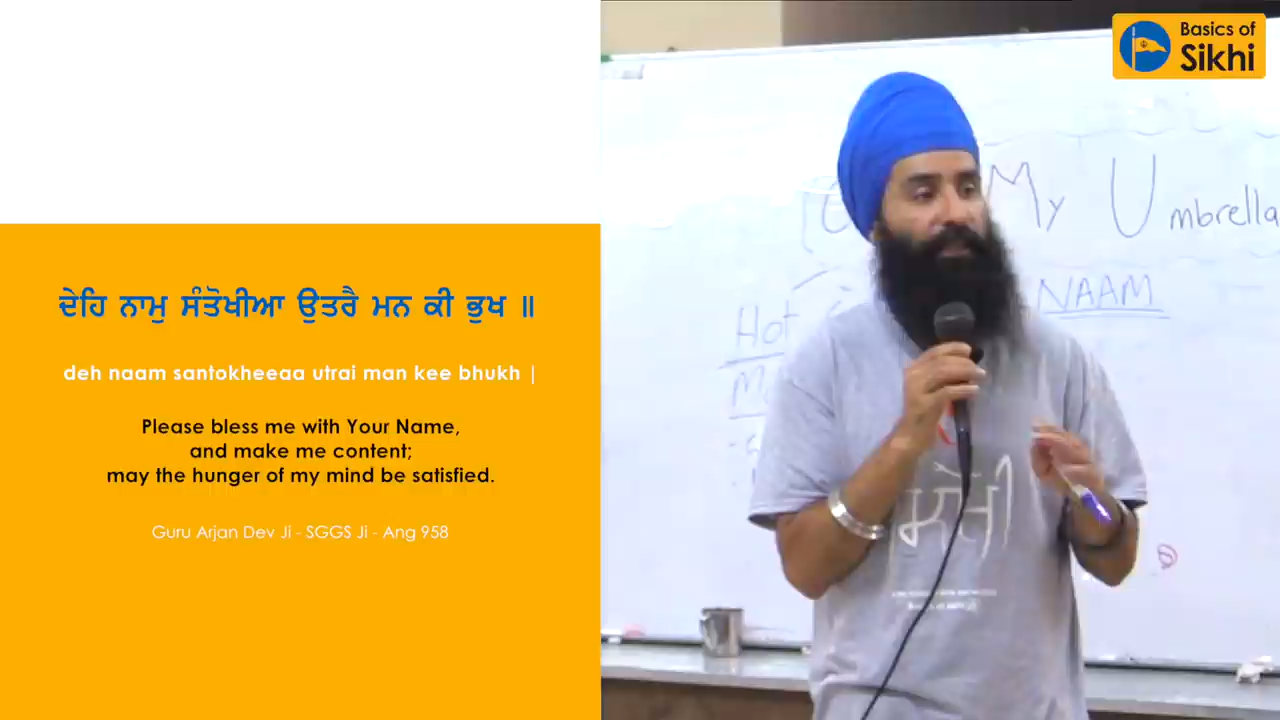 ਦੇਹਿ ਨਾਮੁ ਸੰਤੋਖੀਆ ਉਤਰੈ ਮਨ ਕੀ ਭੁਖ ॥
deh naam santokheeaa utrai man kee bhukh |
Please bless me with Your Name,
and make me content;
may the hunger of my mind be satisfied.
Guru Arjan Dev Ji - SGGS Ji - Ang 958
Basics of
Sikhi
My Umbrella
Hot
NAAM